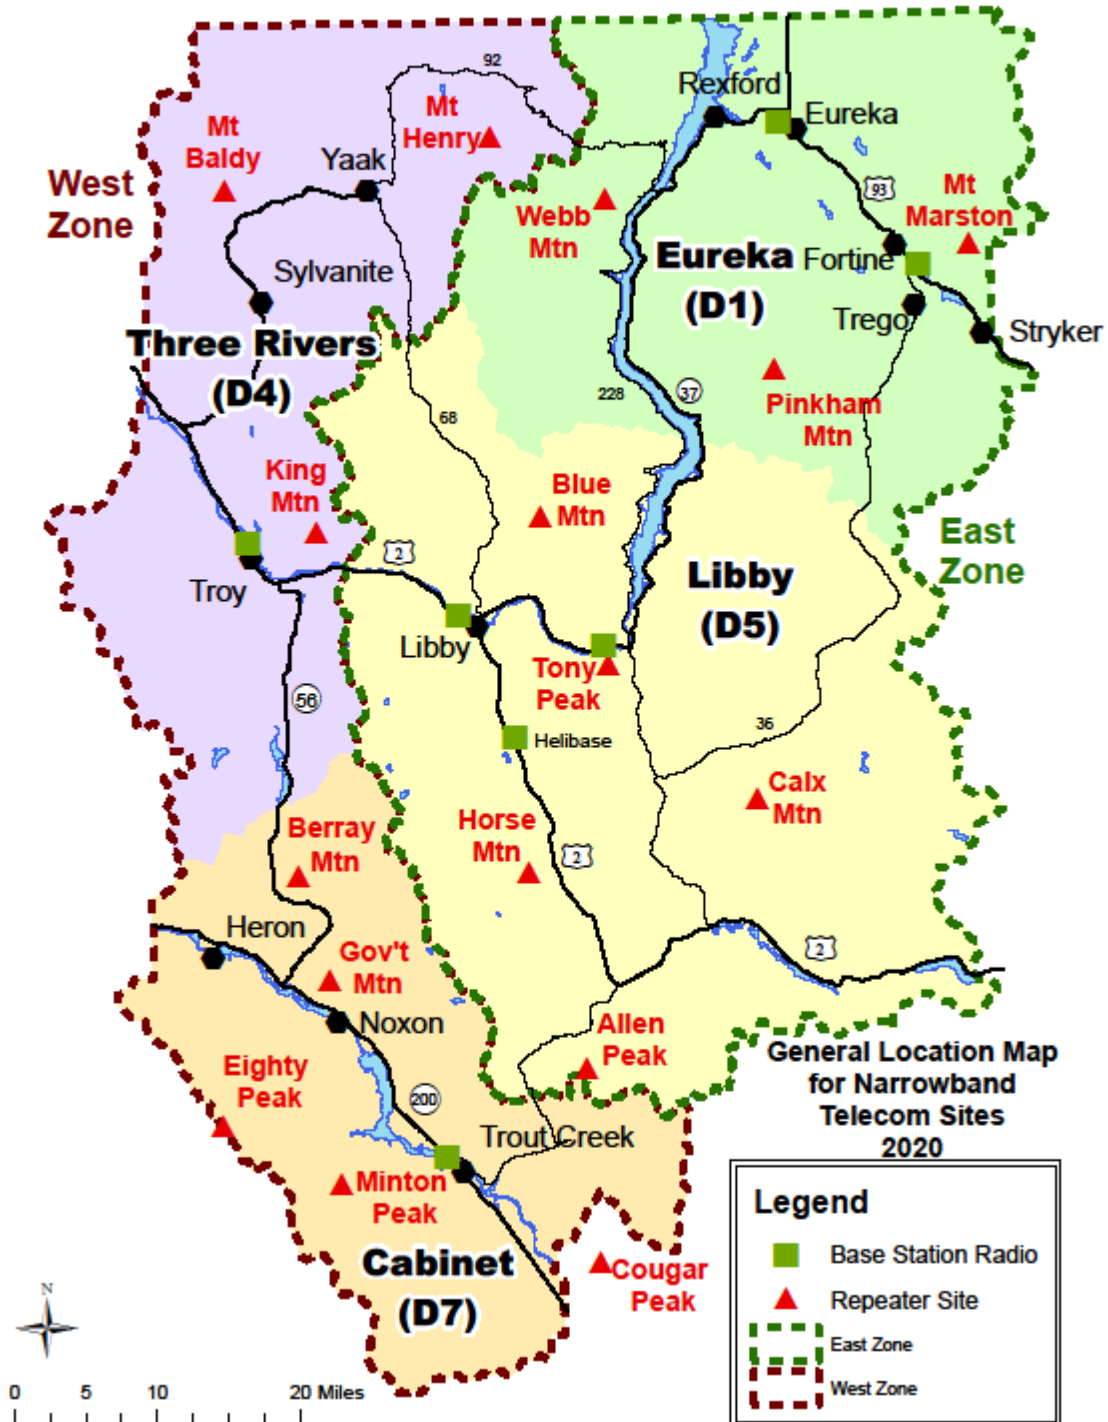 92
Rexford
Mt
Henry
Mt
Baldy
Eureka
Yaak
93
West
Zone
Mt
Marston
Webb
Mtn
Eureka
(D1)
Fortine
Sylvanite
Trego
Stryker
Three Rivers
(D4)
228
37
Pinkham
Mtn
68
King
Mtn
Blue
Mtn
East
Zone
2
Troy
Libby
(D5)
Libby
Tony
Peak
56
36
Helibase
Calx
Mtn
Horse
Mtn
2
Berray
Mtn
Heron
Gov't
Mtn
2
Noxon
Allen
Peak
Eighty
Peak
General Location Map
for Narrowband
Telecom Sites
2020
200
Trout Creek
Minton
Peak
Cabinet
(D7)
Cougar
Peak
Legend
Base Station Radio
Repeater Site
East Zone
West Zone
N
0 5 10 20 Miles